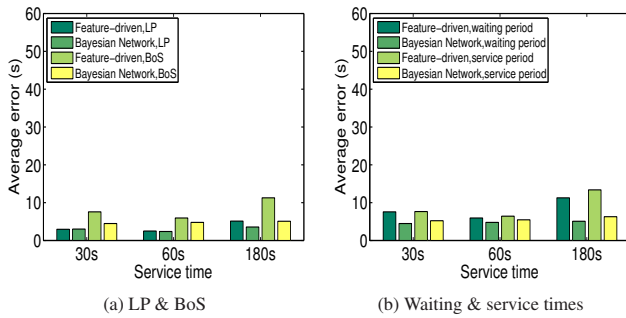 60
50
40
30
20
10
0
Average error (s)
Feature-driven,LP
Bayesian Network,LP
Feature-driven,BoS
Bayesian Network,BoS
30s 60s 180s
Service time
(a) LP & BoS
60
50
40
30
20
10
0
Average error (s)
Feature-driven,waiting period
Bayesian Network,waiting period
Feature-driven,service period
Bayesian Network,service period
30s 60s 180s
Service time
(b) Waiting & service times